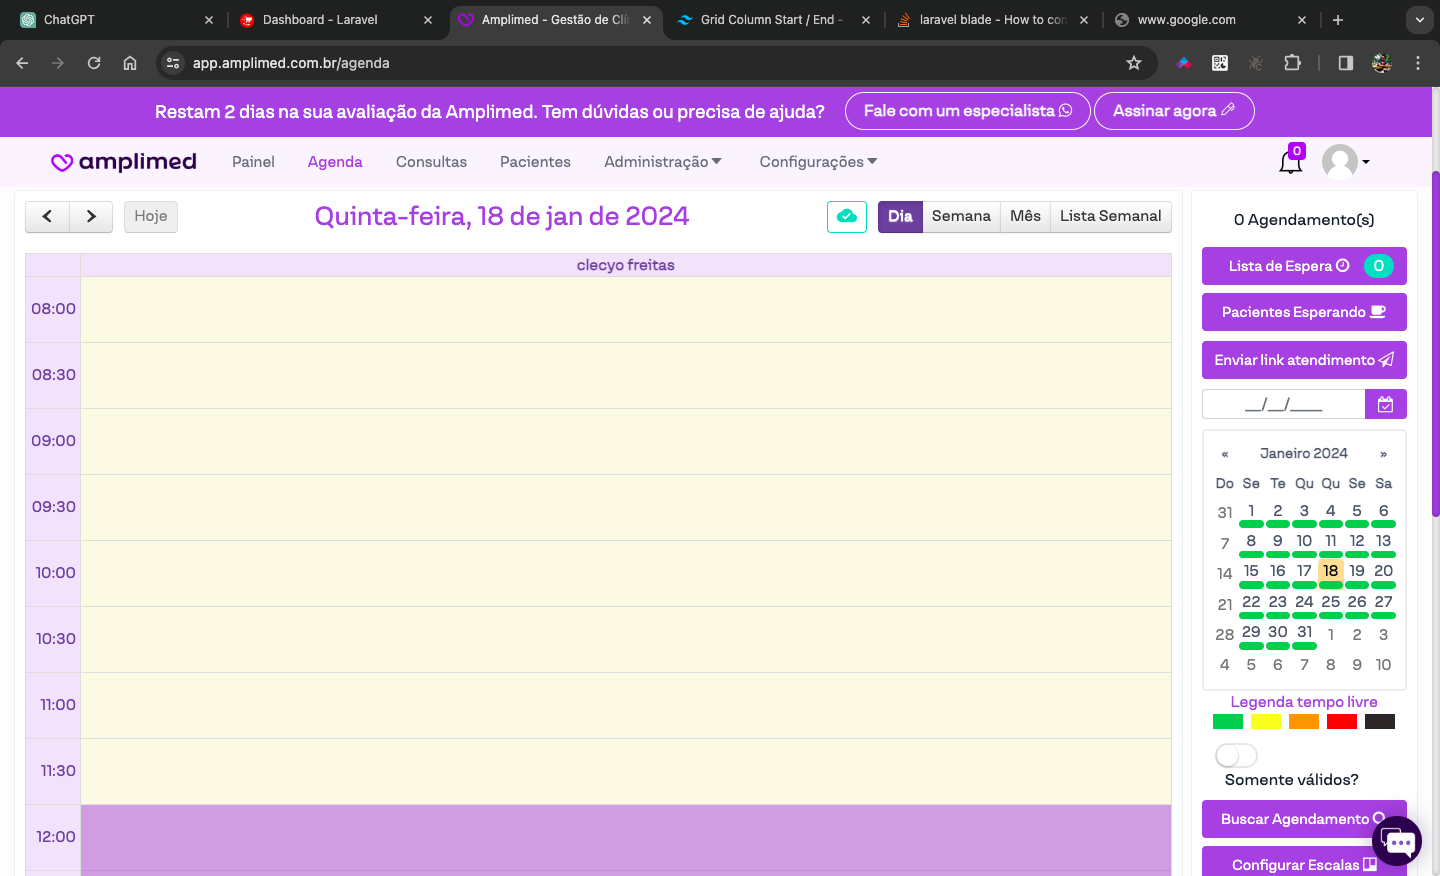 ChatGPT
Dashboard - Laravel
Amplimed - Gestão de Clí
Grid Column Start / End -
laravel blade - How to con
www.google.com
app.amplimed.com.br/agenda
Restam 2 dias na sua avaliação da Amplimed. Tem dúvidas ou precisa de ajuda?
Fale com um especialista
Assinar agora
amplimed
Painel
Agenda
Consultas
Pacientes
Administração
Configurações
0
Hoje
Quinta-feira, 18 de jan de 2024
Dia
Semana
Mês
Lista Semanal
clecyo freitas
08:00
08:30
09:00
09:30
10:00
10:30
11:00
11:30
12:00
0 Agendamento(s)
Lista de Espera 0
Pacientes Esperando
Enviar link atendimento
__/__/____
« Janeiro 2024 »
Do Se Te Qu Qu Se Sa
31 1 2 3 4 5 6
7 8 9 10 11 12 13
14 15 16 17 18 19 20
21 22 23 24 25 26 27
28 29 30 31 1 2 3
4 5 6 7 8 9 10
Legenda tempo livre
Somente válidos?
Buscar Agendamento
Configurar Escalas